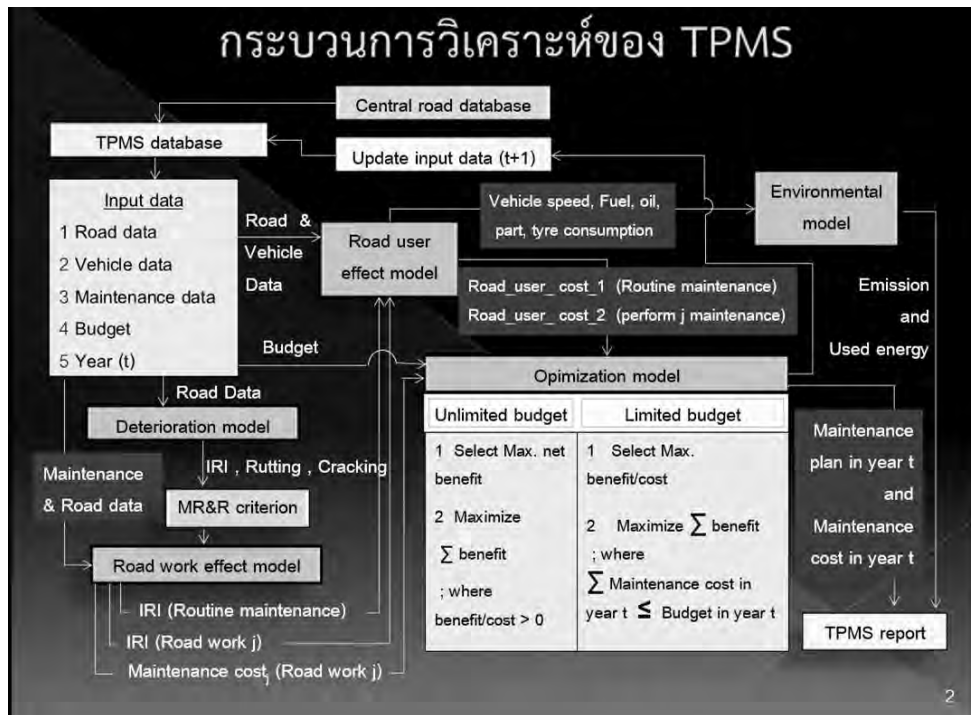 กระบวนการวิเคราะห์ของ TPMS
Central road database
TPMS database
Update input data (t+1)
Input data
1 Road data
2 Vehicle data
3 Maintenance data
4 Budget
5 Year (t)
Road &
Vehicle
Data
Road user
effect model
Vehicle speed, Fuel, oil,
part, tyre consumption
Environmental
model
Road_user_ cost_1 (Routine maintenance)
Road_user_ cost_2 (perform j maintenance)
Emission
and
Used energy
Budget
Road Data
Opimization model
Unlimited budget
1 Select Max. net
benefit
2 Maximize
∑ benefit
; where
benefit/cost > 0
Limited budget
1 Select Max.
benefit/cost
2 Maximize ∑ benefit
; where
∑ Maintenance cost in
year t ≤ Budget in year t
Deterioration model
IRI , Rutting , Cracking
Maintenance
& Road data
MR&R criterion
Road work effect model
IRI (Routine maintenance)
IRI (Road work j)
Maintenance costj (Road work j)
Maintenance
plan in year t
and
Maintenance
cost in year t
TPMS report
2